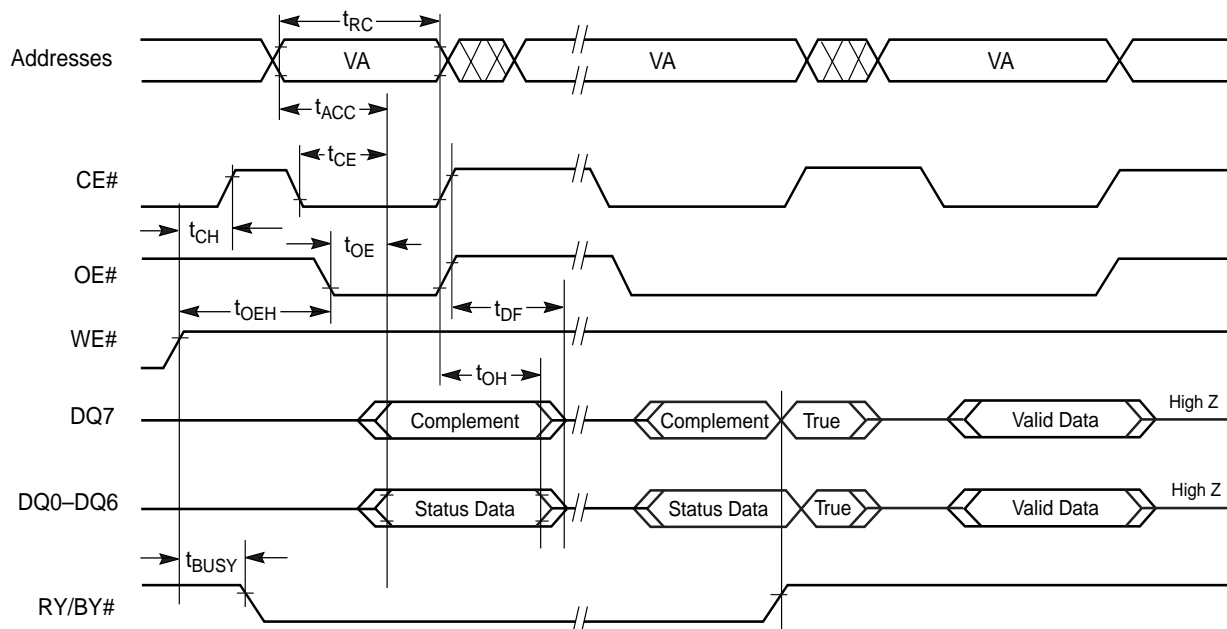 tRC
Addresses VA VA VA
tACC
tCE
CE#
tCH tOE
OE#
tOEH tDF
WE#
tOH
DQ7 Complement Complement True Valid Data High Z
DQ0–DQ6 Status Data Status Data True Valid Data High Z
tBUSY
RY/BY#